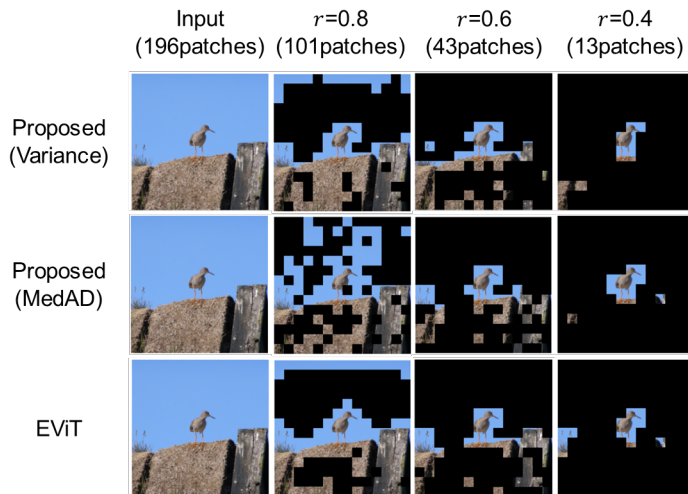 Input
(196patches)
r=0.8
(101patches)
r=0.6
(43patches)
r=0.4
(13patches)
Proposed
(Variance)
Proposed
(MedAD)
EViT